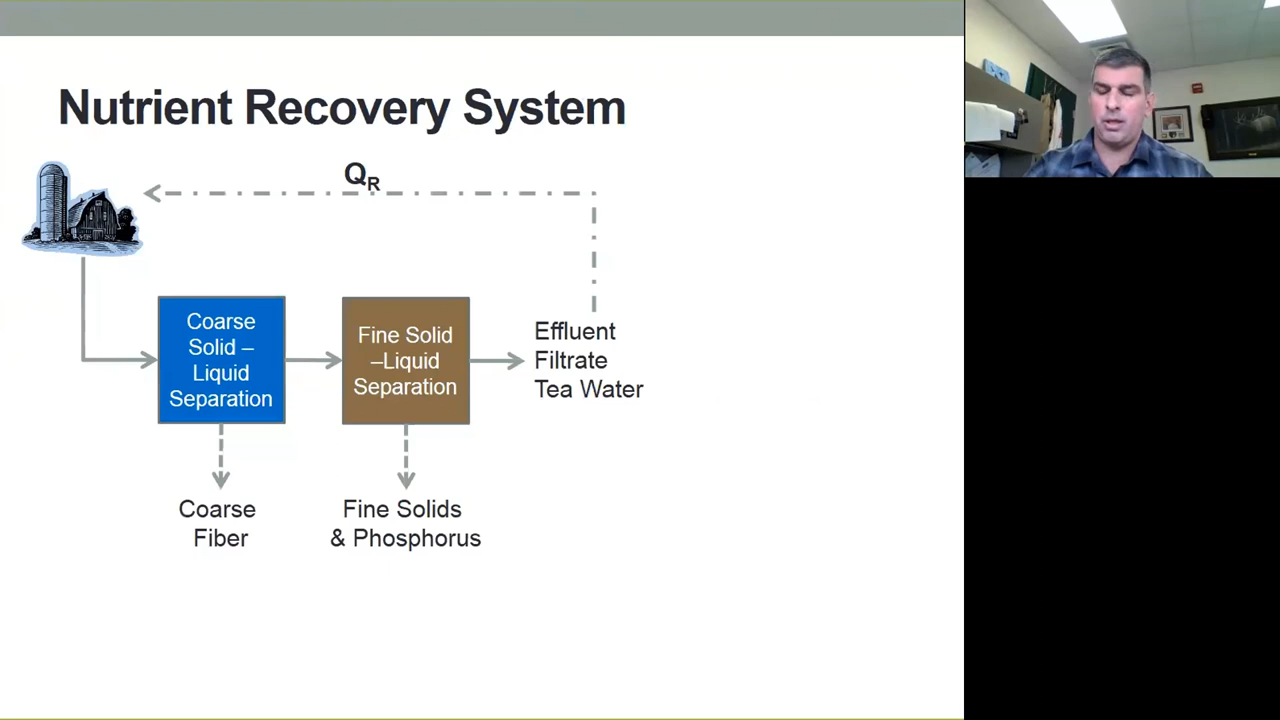 Nutrient Recovery System
QR
Coarse
Solid –
Liquid
Separation
Fine Solid
–Liquid
Separation
Effluent
Filtrate
Tea Water
Coarse
Fiber
Fine Solids
& Phosphorus